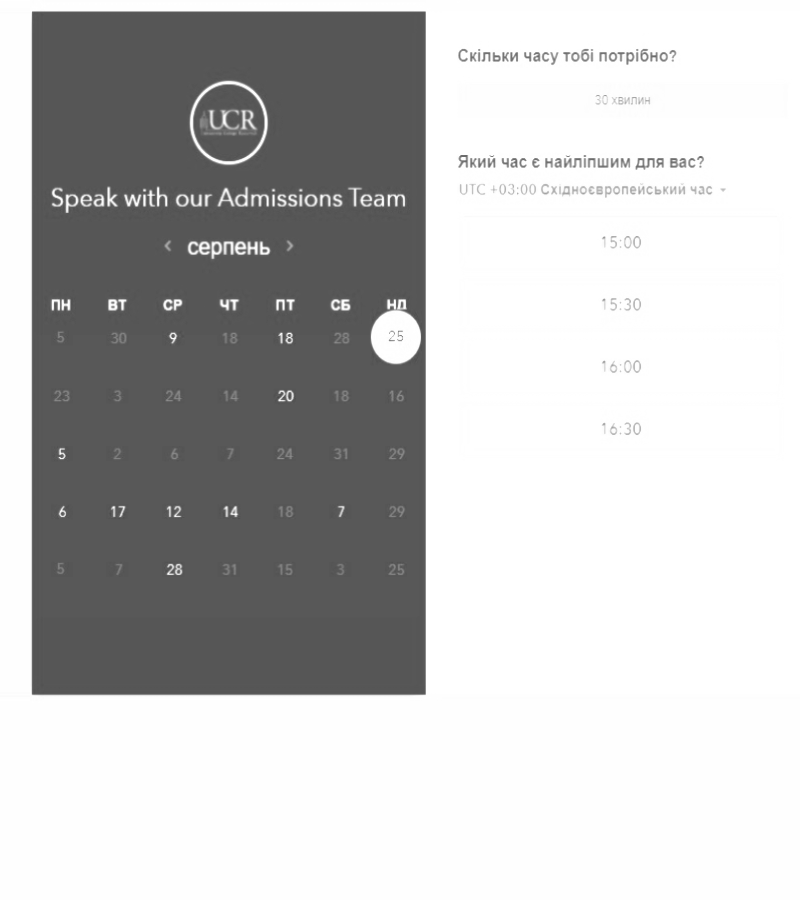 UCR
Speak with our Admissions Team
‹ серпень ›
ПН ВТ СР ЧТ ПТ СБ НД
5 30 9 18 18 28 25
23 3 24 14 20 18 16
5 2 6 7 24 31 29
6 17 12 14 18 7 29
5 7 28 31 15 3 25
Скільки часу тобі потрібно?
30 хвилин
Який час є найліпшим для вас?
UTC +03:00 Східноєвропейський час
15:00
15:30
16:00
16:30